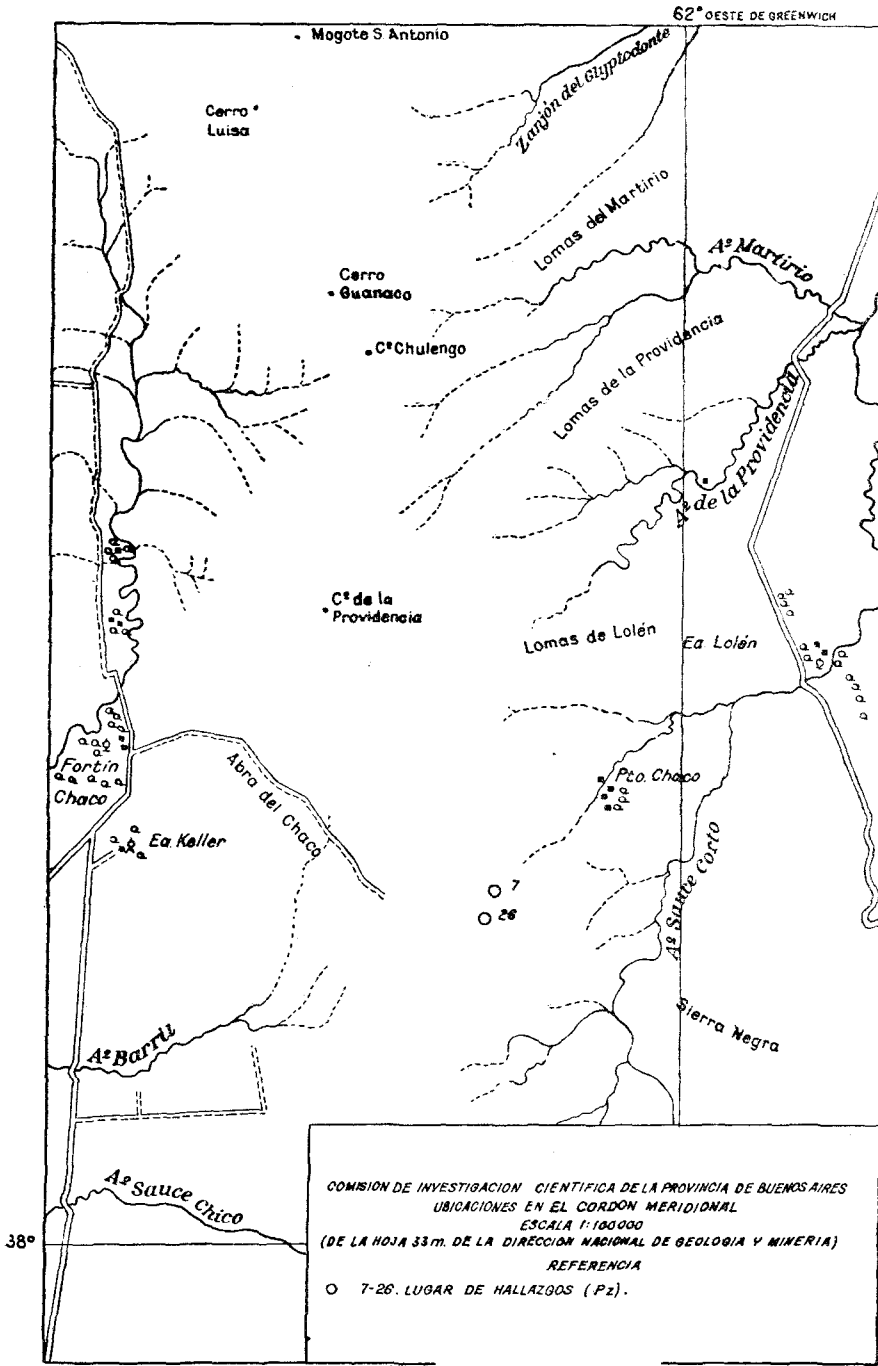 62° OESTE DE GREENWICH
Mogote S. Antonio
Zanjón del Glyptodonte
Cerro
Luisa
Lomas del Martirio
Aº Martirio
Cerro
Guanaco
Cº Chulengo
Lomas de la Providencia
Aº de la Providencia
Cº de la
Providencia
Lomas de Lolén
Ea. Lolén
Fortín
Chaco
Abra del Chaco
Pto. Chaco
Ea. Keller
7
26
Aº Sauce Corto
Sierra Negra
Aº Barril
Aº Sauce Chico
38°
COMISION DE INVESTIGACION CIENTIFICA DE LA PROVINCIA DE BUENOS AIRES
UBICACIONES EN EL CORDON MERIDIONAL
ESCALA 1:100000
(DE LA HOJA 33m. DE LA DIRECCION NACIONAL DE GEOLOGIA Y MINERIA)
REFERENCIA
7-26. LUGAR DE HALLAZGOS (Pz).